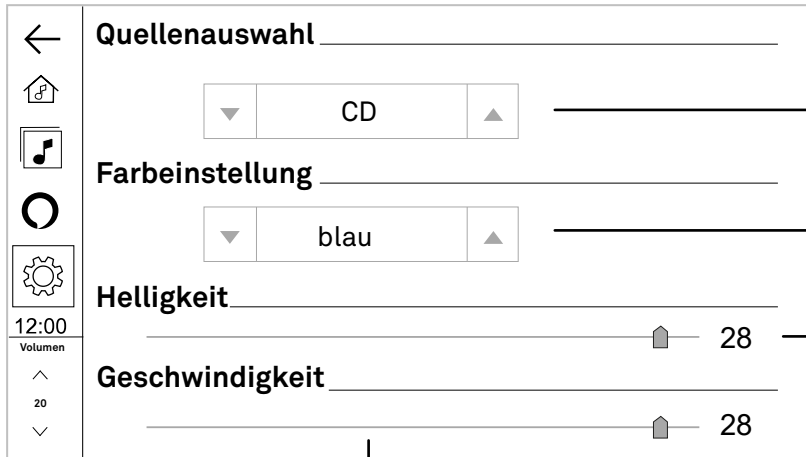 Quellenauswahl
CD
Farbeinstellung
blau
Helligkeit
28
Geschwindigkeit
28
12:00
Volumen
20